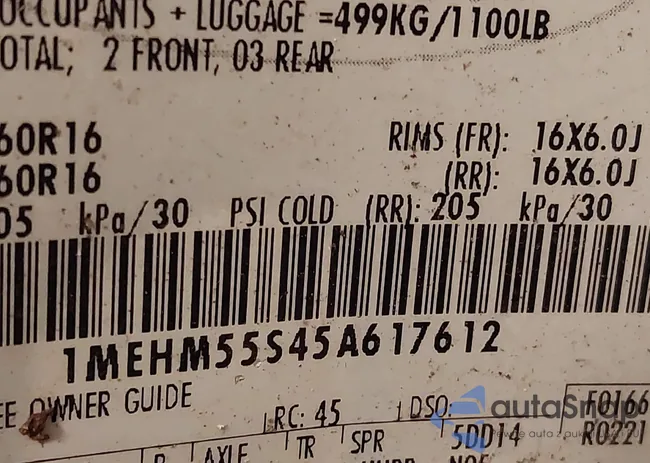 OCCUPANTS + LUGGAGE =499KG/1100LB
OTAL; 2 FRONT, 03 REAR
60R16 RIMS (FR): 16X6.0J
60R16 (RR): 16X6.0J
05 kPa/30 PSI COLD (RR): 205 kPa/30
1MEHM55S45A617612
EE OWNER GUIDE
RC: 45 DSO: F0166
5DD14 R0221
AXLE TR SPR
autoSnap